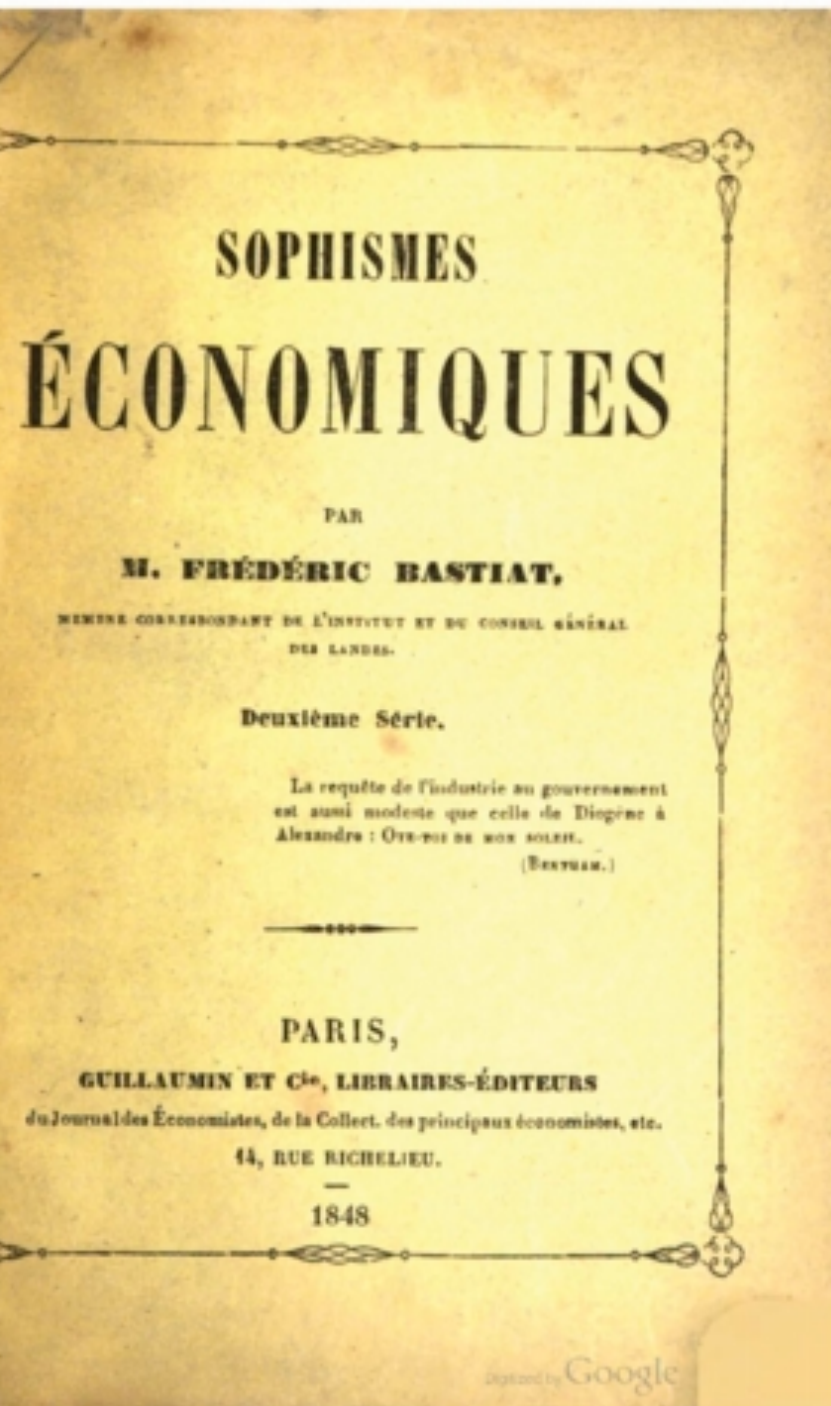 SOPHISMES
ÉCONOMIQUES
PAR
M. FRÉDÉRIC BASTIAT,
MEMBRE CORRESPONDANT DE L'INSTITUT ET DU CONSEIL GÉNÉRAL
DES LANDES.
Deuxième Série.
La requête de l'industrie au gouvernement
est aussi modeste que celle de Diogène à
Alexandre : OTE-TOI DE MON SOLEIL.
(BENTHAM.)
PARIS,
GUILLAUMIN ET Cie, LIBRAIRES-ÉDITEURS
du Journal des Économistes, de la Collect. des principaux économistes, etc.
14, RUE RICHELIEU.
1848
Digitized by Google